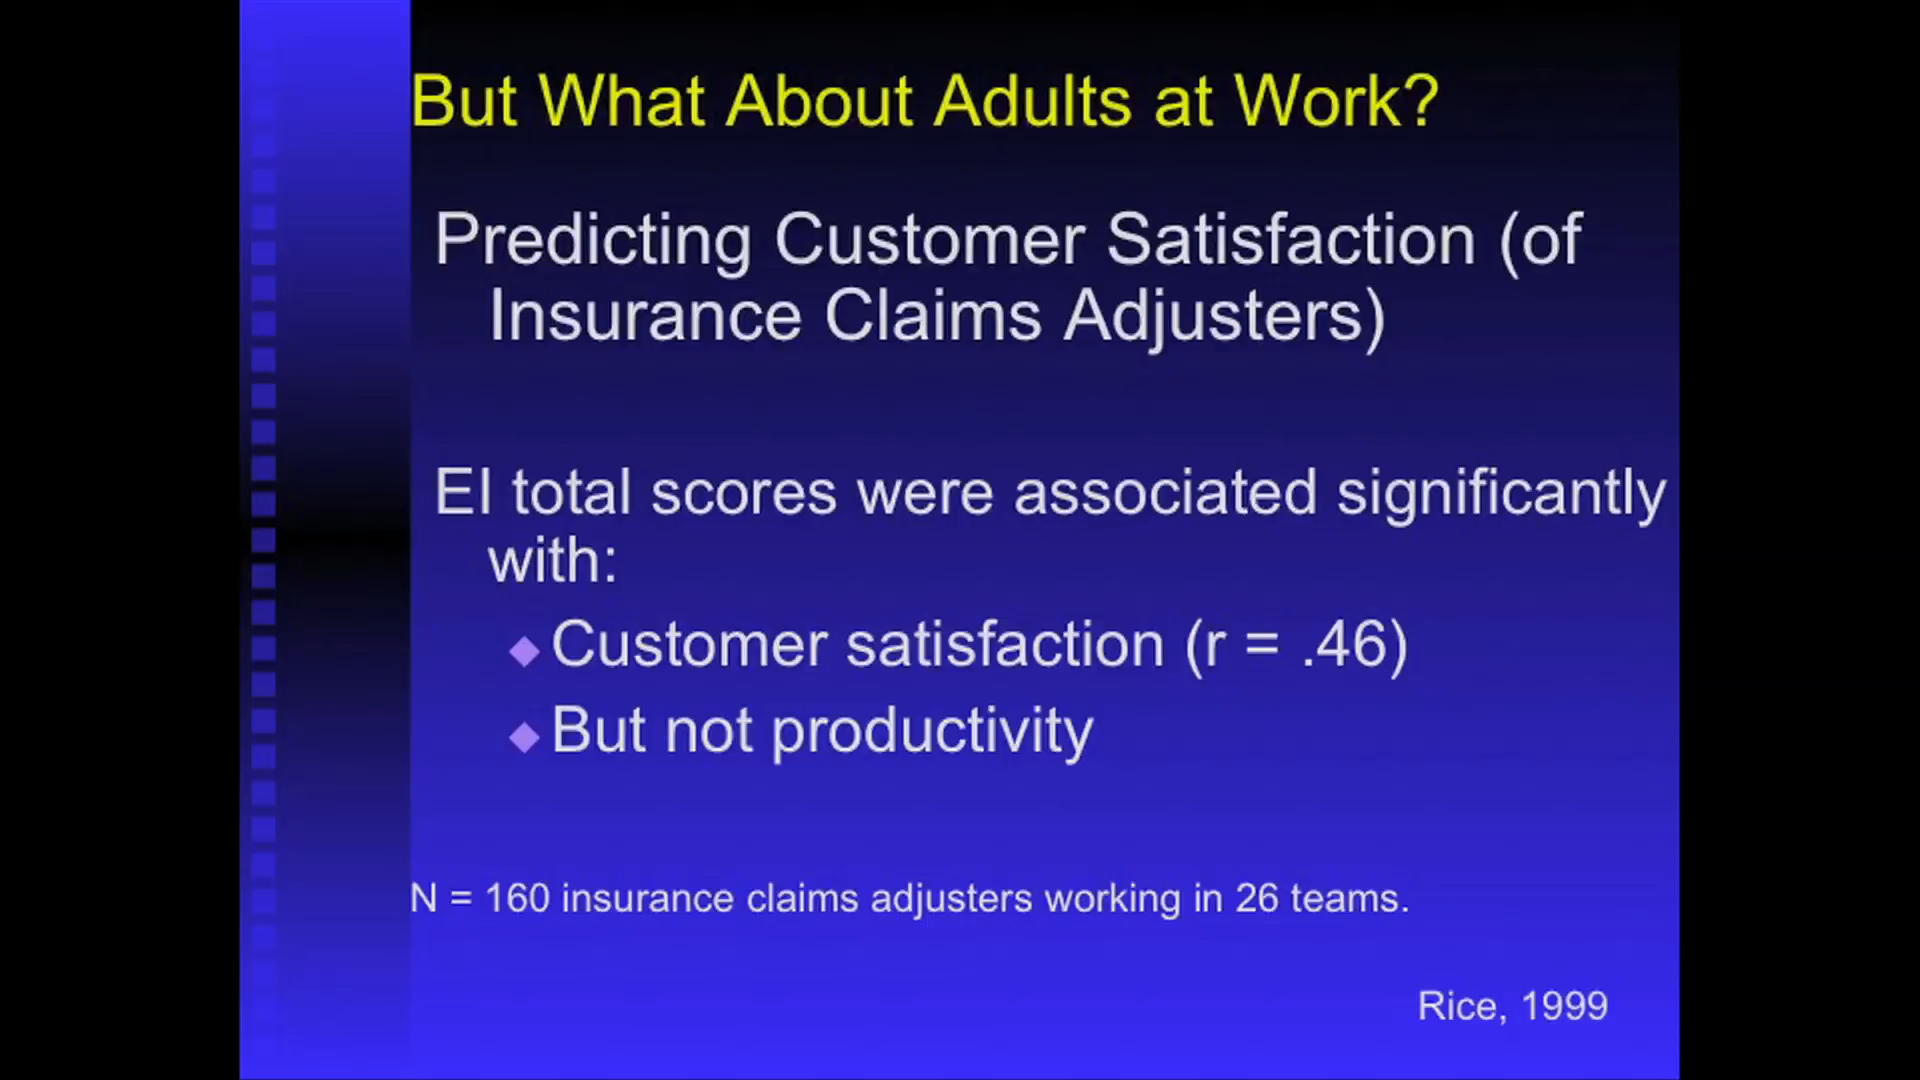 But What About Adults at Work?
Predicting Customer Satisfaction (of
Insurance Claims Adjusters)
EI total scores were associated significantly
with:
Customer satisfaction (r = .46)
But not productivity
N = 160 insurance claims adjusters working in 26 teams.
Rice, 1999